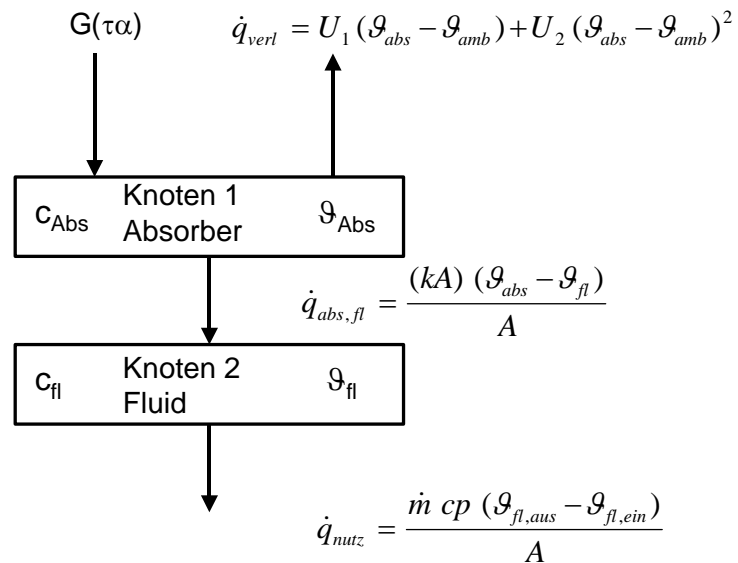 G(τα) q̇_verl = U_1 (ϑ_abs − ϑ_amb) + U_2 (ϑ_abs − ϑ_amb)^2
Knoten 1
c_Abs ϑ_Abs
Absorber
q̇_abs,fl = (kA) (ϑ_abs − ϑ_fl) / A
Knoten 2
c_fl ϑ_fl
Fluid
q̇_nutz = ṁ cp (ϑ_fl,aus − ϑ_fl,ein) / A